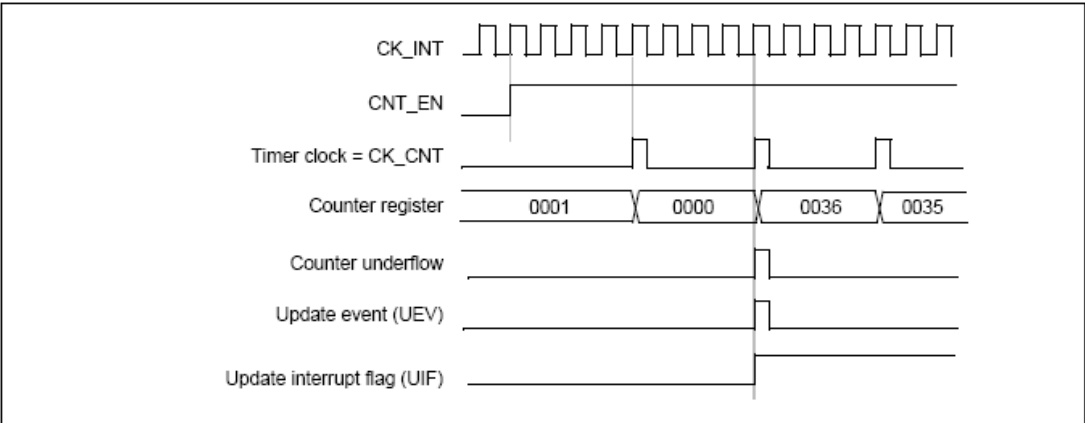 CK_INT
CNT_EN
Timer clock = CK_CNT
Counter register 0001 0000 0036 0035
Counter underflow
Update event (UEV)
Update interrupt flag (UIF)